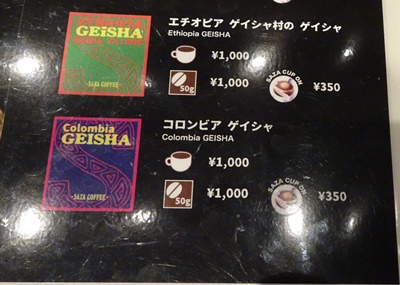 GEiSHA
- SAZA COFFEE -
エチオピア ゲイシャ村の ゲイシャ
Ethiopia GEISHA
¥1,000
50g
¥1,000
SAZA CUP ON
¥350
Colombia
GEISHA
- SAZA COFFEE -
コロンビア ゲイシャ
Colombia GEISHA
¥1,000
50g
¥1,000
SAZA CUP ON
¥350